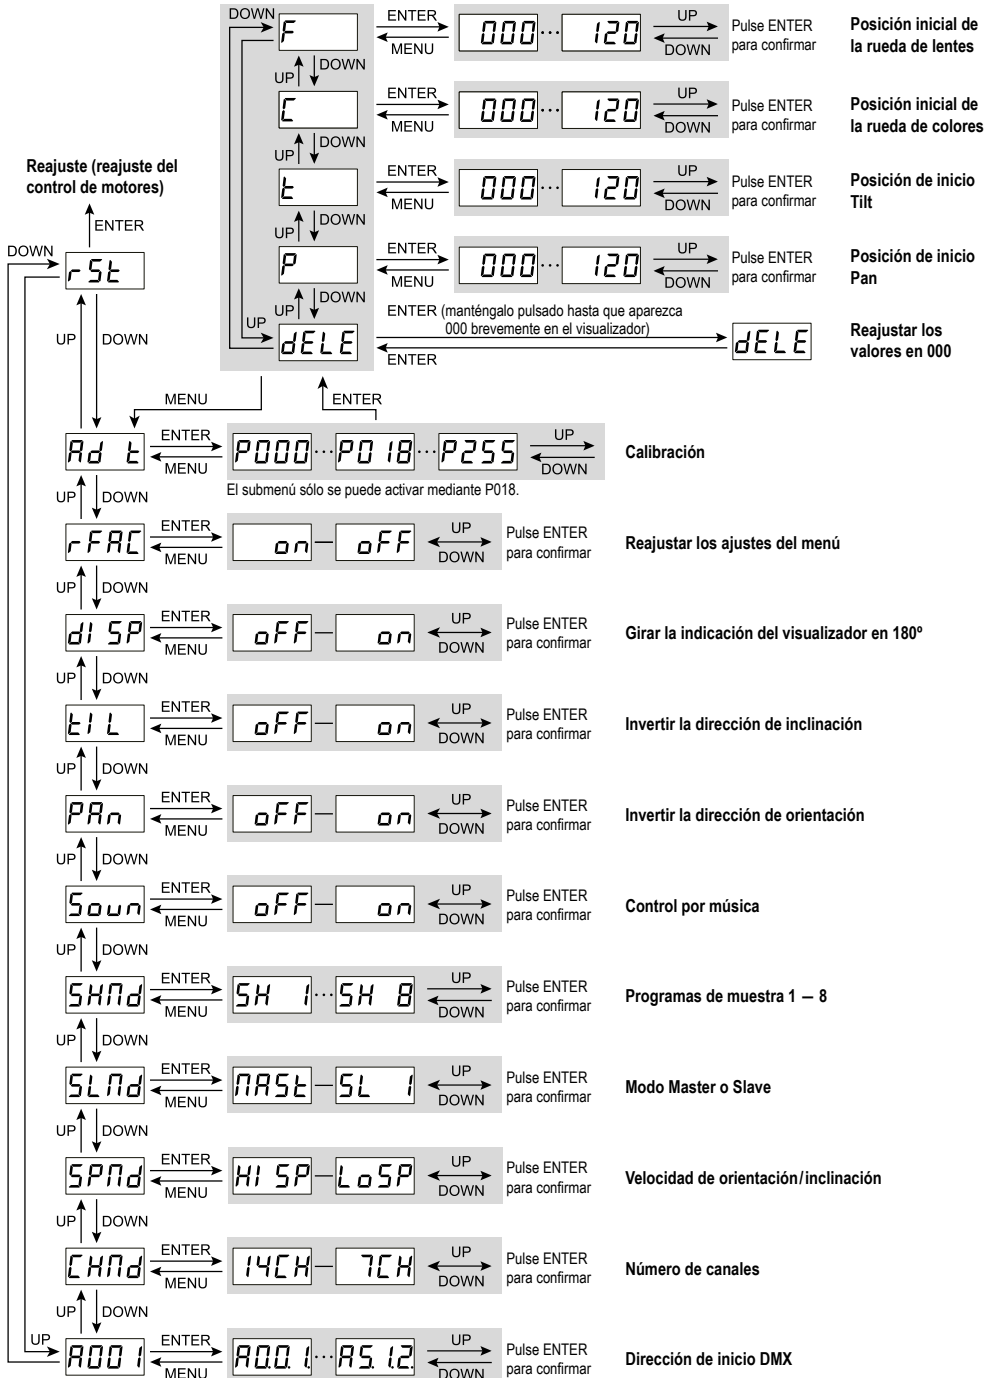 DOWN
F
ENTER
MENU
000 ··· 120
UP
DOWN
Pulse ENTER
para confirmar
Posición inicial de
la rueda de lentes
UP
DOWN
C
ENTER
MENU
000 ··· 120
UP
DOWN
Pulse ENTER
para confirmar
Posición inicial de
la rueda de colores
UP
DOWN
t
ENTER
MENU
000 ··· 120
UP
DOWN
Pulse ENTER
para confirmar
Posición de inicio
Tilt
UP
DOWN
P
ENTER
MENU
000 ··· 120
UP
DOWN
Pulse ENTER
para confirmar
Posición de inicio
Pan
UP
DOWN
UP
dELE
ENTER (manténgalo pulsado hasta que aparezca
000 brevemente en el visualizador)
ENTER
dELE
Reajustar los
valores en 000
Reajuste (reajuste del
control de motores)
ENTER
DOWN
rSt
UP
DOWN
MENU
ENTER
Ad t
ENTER
MENU
P000 ··· P018 ··· P255
UP
DOWN
Calibración
El submenú sólo se puede activar mediante P018.
UP
DOWN
rFAC
ENTER
MENU
on — oFF
UP
DOWN
Pulse ENTER
para confirmar
Reajustar los ajustes del menú
UP
DOWN
dISP
ENTER
MENU
oFF — on
UP
DOWN
Pulse ENTER
para confirmar
Girar la indicación del visualizador en 180º
UP
DOWN
tIL
ENTER
MENU
oFF — on
UP
DOWN
Pulse ENTER
para confirmar
Invertir la dirección de inclinación
UP
DOWN
PAn
ENTER
MENU
oFF — on
UP
DOWN
Pulse ENTER
para confirmar
Invertir la dirección de orientación
UP
DOWN
Soun
ENTER
MENU
oFF — on
UP
DOWN
Pulse ENTER
para confirmar
Control por música
UP
DOWN
SHMd
ENTER
MENU
SH 1 ··· SH 8
UP
DOWN
Pulse ENTER
para confirmar
Programas de muestra 1 – 8
UP
DOWN
SLMd
ENTER
MENU
MASt — SL 1
UP
DOWN
Pulse ENTER
para confirmar
Modo Master o Slave
UP
DOWN
SPMd
ENTER
MENU
HISP — LoSP
UP
DOWN
Pulse ENTER
para confirmar
Velocidad de orientación/inclinación
UP
DOWN
CHMd
ENTER
MENU
14CH — 7CH
UP
DOWN
Pulse ENTER
para confirmar
Número de canales
UP
DOWN
UP
A001
ENTER
MENU
A0.0.1. ··· A5.1.2.
UP
DOWN
Pulse ENTER
para confirmar
Dirección de inicio DMX